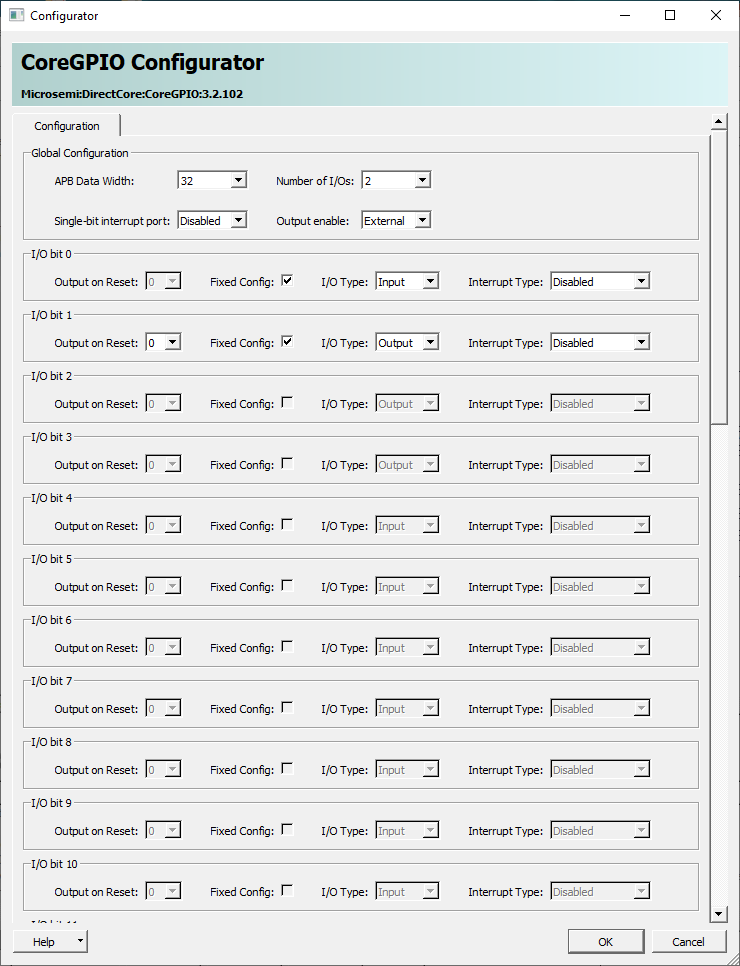 Configurator
CoreGPIO Configurator
Microsemi:DirectCore:CoreGPIO:3.2.102
Configuration
Global Configuration
APB Data Width: 32 Number of I/Os: 2
Single-bit interrupt port: Disabled Output enable: External
I/O bit 0
Output on Reset: 0 Fixed Config: I/O Type: Input Interrupt Type: Disabled
I/O bit 1
Output on Reset: 0 Fixed Config: I/O Type: Output Interrupt Type: Disabled
I/O bit 2
Output on Reset: 0 Fixed Config: I/O Type: Output Interrupt Type: Disabled
I/O bit 3
Output on Reset: 0 Fixed Config: I/O Type: Output Interrupt Type: Disabled
I/O bit 4
Output on Reset: 0 Fixed Config: I/O Type: Input Interrupt Type: Disabled
I/O bit 5
Output on Reset: 0 Fixed Config: I/O Type: Input Interrupt Type: Disabled
I/O bit 6
Output on Reset: 0 Fixed Config: I/O Type: Input Interrupt Type: Disabled
I/O bit 7
Output on Reset: 0 Fixed Config: I/O Type: Input Interrupt Type: Disabled
I/O bit 8
Output on Reset: 0 Fixed Config: I/O Type: Input Interrupt Type: Disabled
I/O bit 9
Output on Reset: 0 Fixed Config: I/O Type: Input Interrupt Type: Disabled
I/O bit 10
Output on Reset: 0 Fixed Config: I/O Type: Input Interrupt Type: Disabled
Help OK Cancel